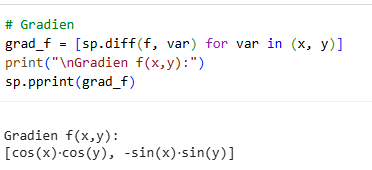 # Gradien
grad_f = [sp.diff(f, var) for var in (x, y)]
print("\nGradien f(x,y):")
sp.pprint(grad_f)
Gradien f(x,y):
[cos(x)⋅cos(y), -sin(x)⋅sin(y)]